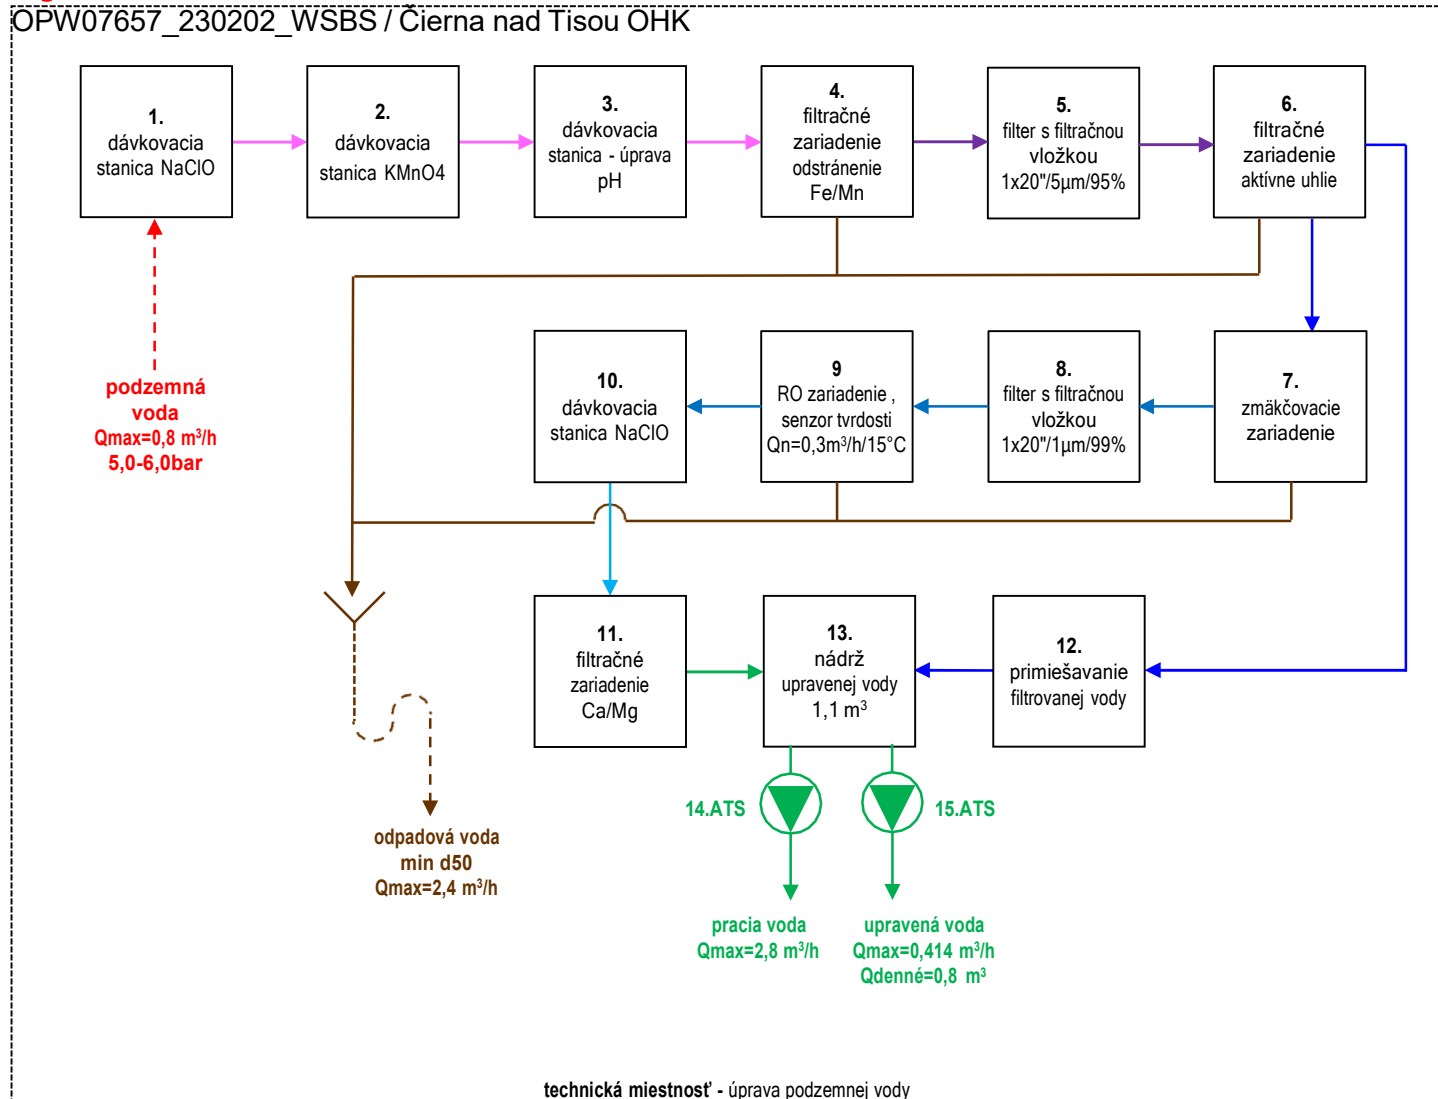 OPW07657_230202_WSBS / Čierna nad Tisou OHK
1.
dávkovacia
stanica NaClO
2.
dávkovacia
stanica KMnO4
3.
dávkovacia
stanica - úprava
pH
4.
filtračné
zariadenie
odstránenie
Fe/Mn
5.
filter s filtračnou
vložkou
1x20"/5µm/95%
6.
filtračné
zariadenie
aktívne uhlie
podzemná
voda
Qmax=0,8 m³/h
5,0-6,0bar
10.
dávkovacia
stanica NaClO
9
RO zariadenie ,
senzor tvrdosti
Qn=0,3m³/h/15°C
8.
filter s filtračnou
vložkou
1x20"/1µm/99%
7.
zmäkčovacie
zariadenie
11.
filtračné
zariadenie
Ca/Mg
13.
nádrž
upravenej vody
1,1 m³
12.
primiešavanie
filtrovanej vody
14.ATS
15.ATS
odpadová voda
min d50
Qmax=2,4 m³/h
pracia voda
Qmax=2,8 m³/h
upravená voda
Qmax=0,414 m³/h
Qdenné=0,8 m³
technická miestnosť - úprava podzemnej vody